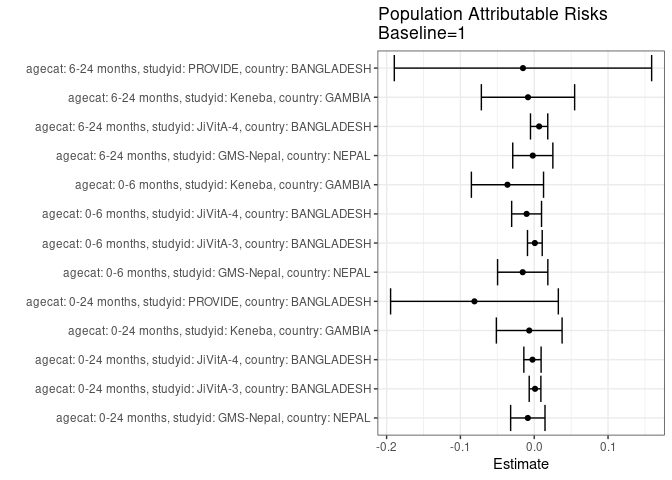 Population Attributable Risks
Baseline=1
agecat: 6-24 months, studyid: PROVIDE, country: BANGLADESH
agecat: 6-24 months, studyid: Keneba, country: GAMBIA
agecat: 6-24 months, studyid: JiVitA-4, country: BANGLADESH
agecat: 6-24 months, studyid: GMS-Nepal, country: NEPAL
agecat: 0-6 months, studyid: Keneba, country: GAMBIA
agecat: 0-6 months, studyid: JiVitA-4, country: BANGLADESH
agecat: 0-6 months, studyid: JiVitA-3, country: BANGLADESH
agecat: 0-6 months, studyid: GMS-Nepal, country: NEPAL
agecat: 0-24 months, studyid: PROVIDE, country: BANGLADESH
agecat: 0-24 months, studyid: Keneba, country: GAMBIA
agecat: 0-24 months, studyid: JiVitA-4, country: BANGLADESH
agecat: 0-24 months, studyid: JiVitA-3, country: BANGLADESH
agecat: 0-24 months, studyid: GMS-Nepal, country: NEPAL
-0.2 -0.1 0.0 0.1
Estimate